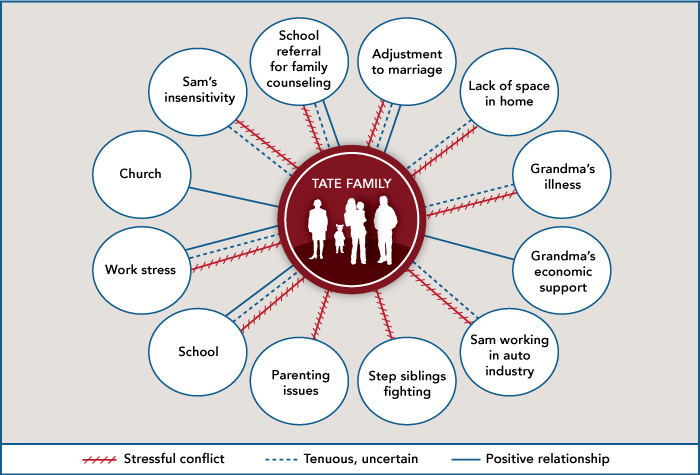 School
referral
for family
counseling
Adjustment
to marriage
Sam's
insensitivity
Lack of space
in home
Church
TATE FAMILY
Grandma's
illness
Work stress
Grandma's
economic
support
School
Parenting
issues
Step siblings
fighting
Sam working
in auto
industry
Stressful conflict
Tenuous, uncertain
Positive relationship